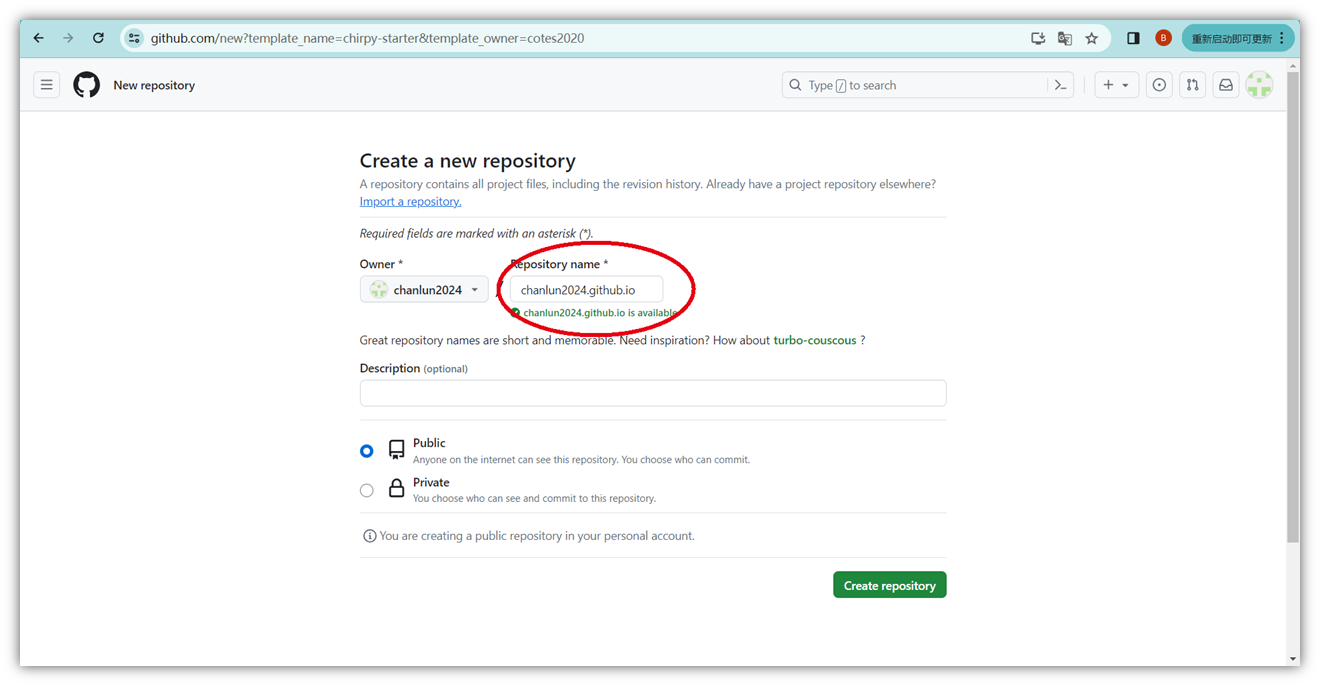 github.com/new?template_name=chirpy-starter&template_owner=cotes2020
B
重新启动即可更新
New repository
Type / to search
Create a new repository
A repository contains all project files, including the revision history. Already have a project repository elsewhere?
Import a repository.
Required fields are marked with an asterisk (*).
Owner *
Repository name *
chanlun2024
/
chanlun2024.github.io
chanlun2024.github.io is available.
Great repository names are short and memorable. Need inspiration? How about turbo-couscous ?
Description (optional)
Public
Anyone on the internet can see this repository. You choose who can commit.
Private
You choose who can see and commit to this repository.
You are creating a public repository in your personal account.
Create repository